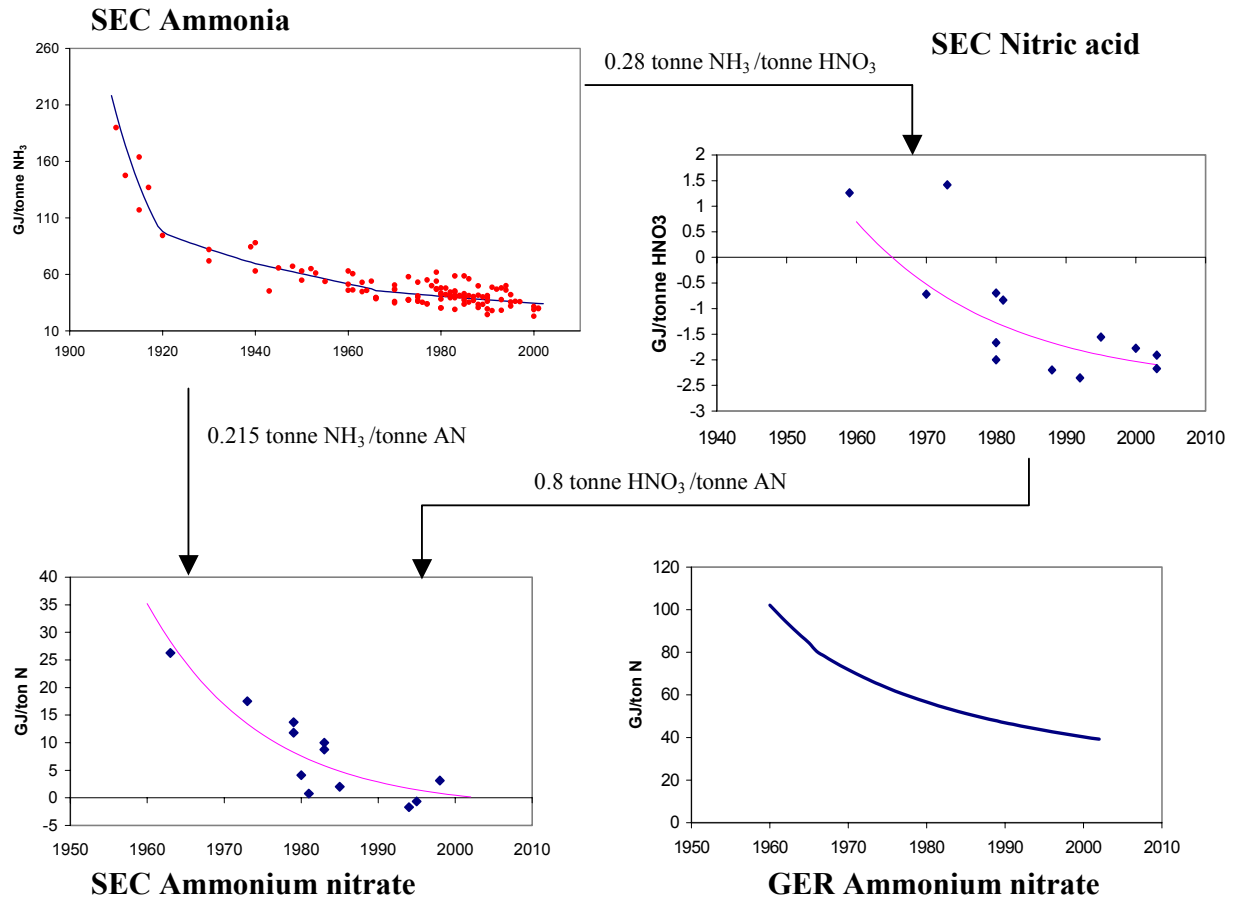 SEC Ammonia
260
210
160
110
60
10
GJ/tonne NH3
1900 1920 1940 1960 1980 2000
0.28 tonne NH3/tonne HNO3
SEC Nitric acid
2
1.5
1
0.5
0
-0.5
-1
-1.5
-2
-2.5
-3
GJ/tonne HNO3
1940 1950 1960 1970 1980 1990 2000 2010
0.215 tonne NH3/tonne AN
0.8 tonne HNO3/tonne AN
40
35
30
25
20
15
10
5
0
-5
GJ/ton N
1950 1960 1970 1980 1990 2000 2010
SEC Ammonium nitrate
120
100
80
60
40
20
0
GJ/ton N
1950 1960 1970 1980 1990 2000 2010
GER Ammonium nitrate